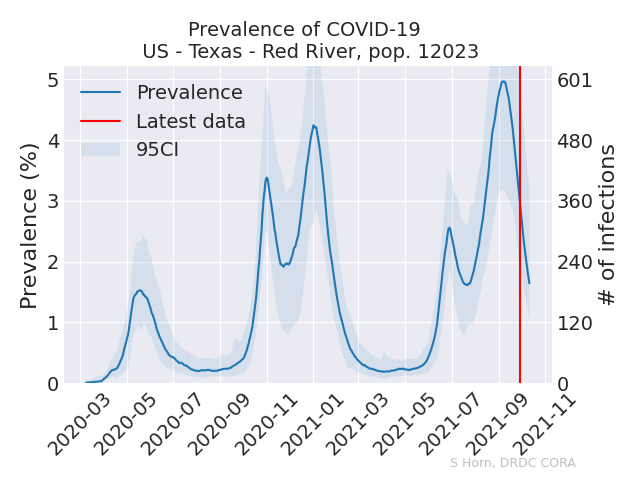 Prevalence of COVID-19
US - Texas - Red River, pop. 12023
Prevalence
Latest data
95CI
Prevalence (%)
5
4
3
2
1
0
# of infections
601
480
360
240
120
0
2020-03
2020-05
2020-07
2020-09
2020-11
2021-01
2021-03
2021-05
2021-07
2021-09
2021-11
S Horn, DRDC CORA